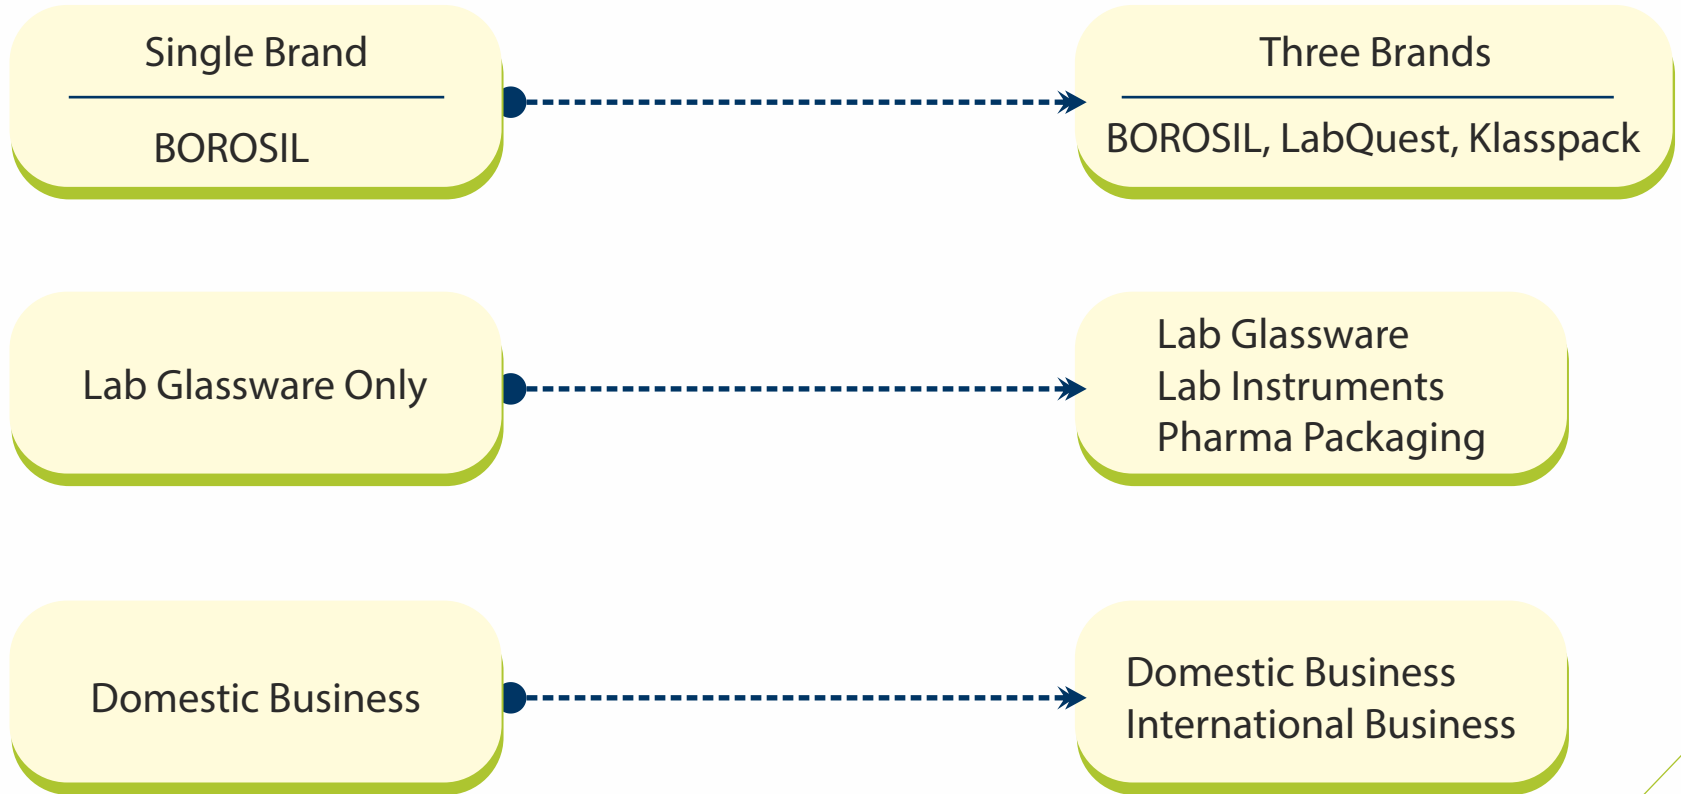 Single Brand
BOROSIL
Three Brands
BOROSIL, LabQuest, Klasspack
Lab Glassware Only
Lab Glassware
Lab Instruments
Pharma Packaging
Domestic Business
Domestic Business
International Business